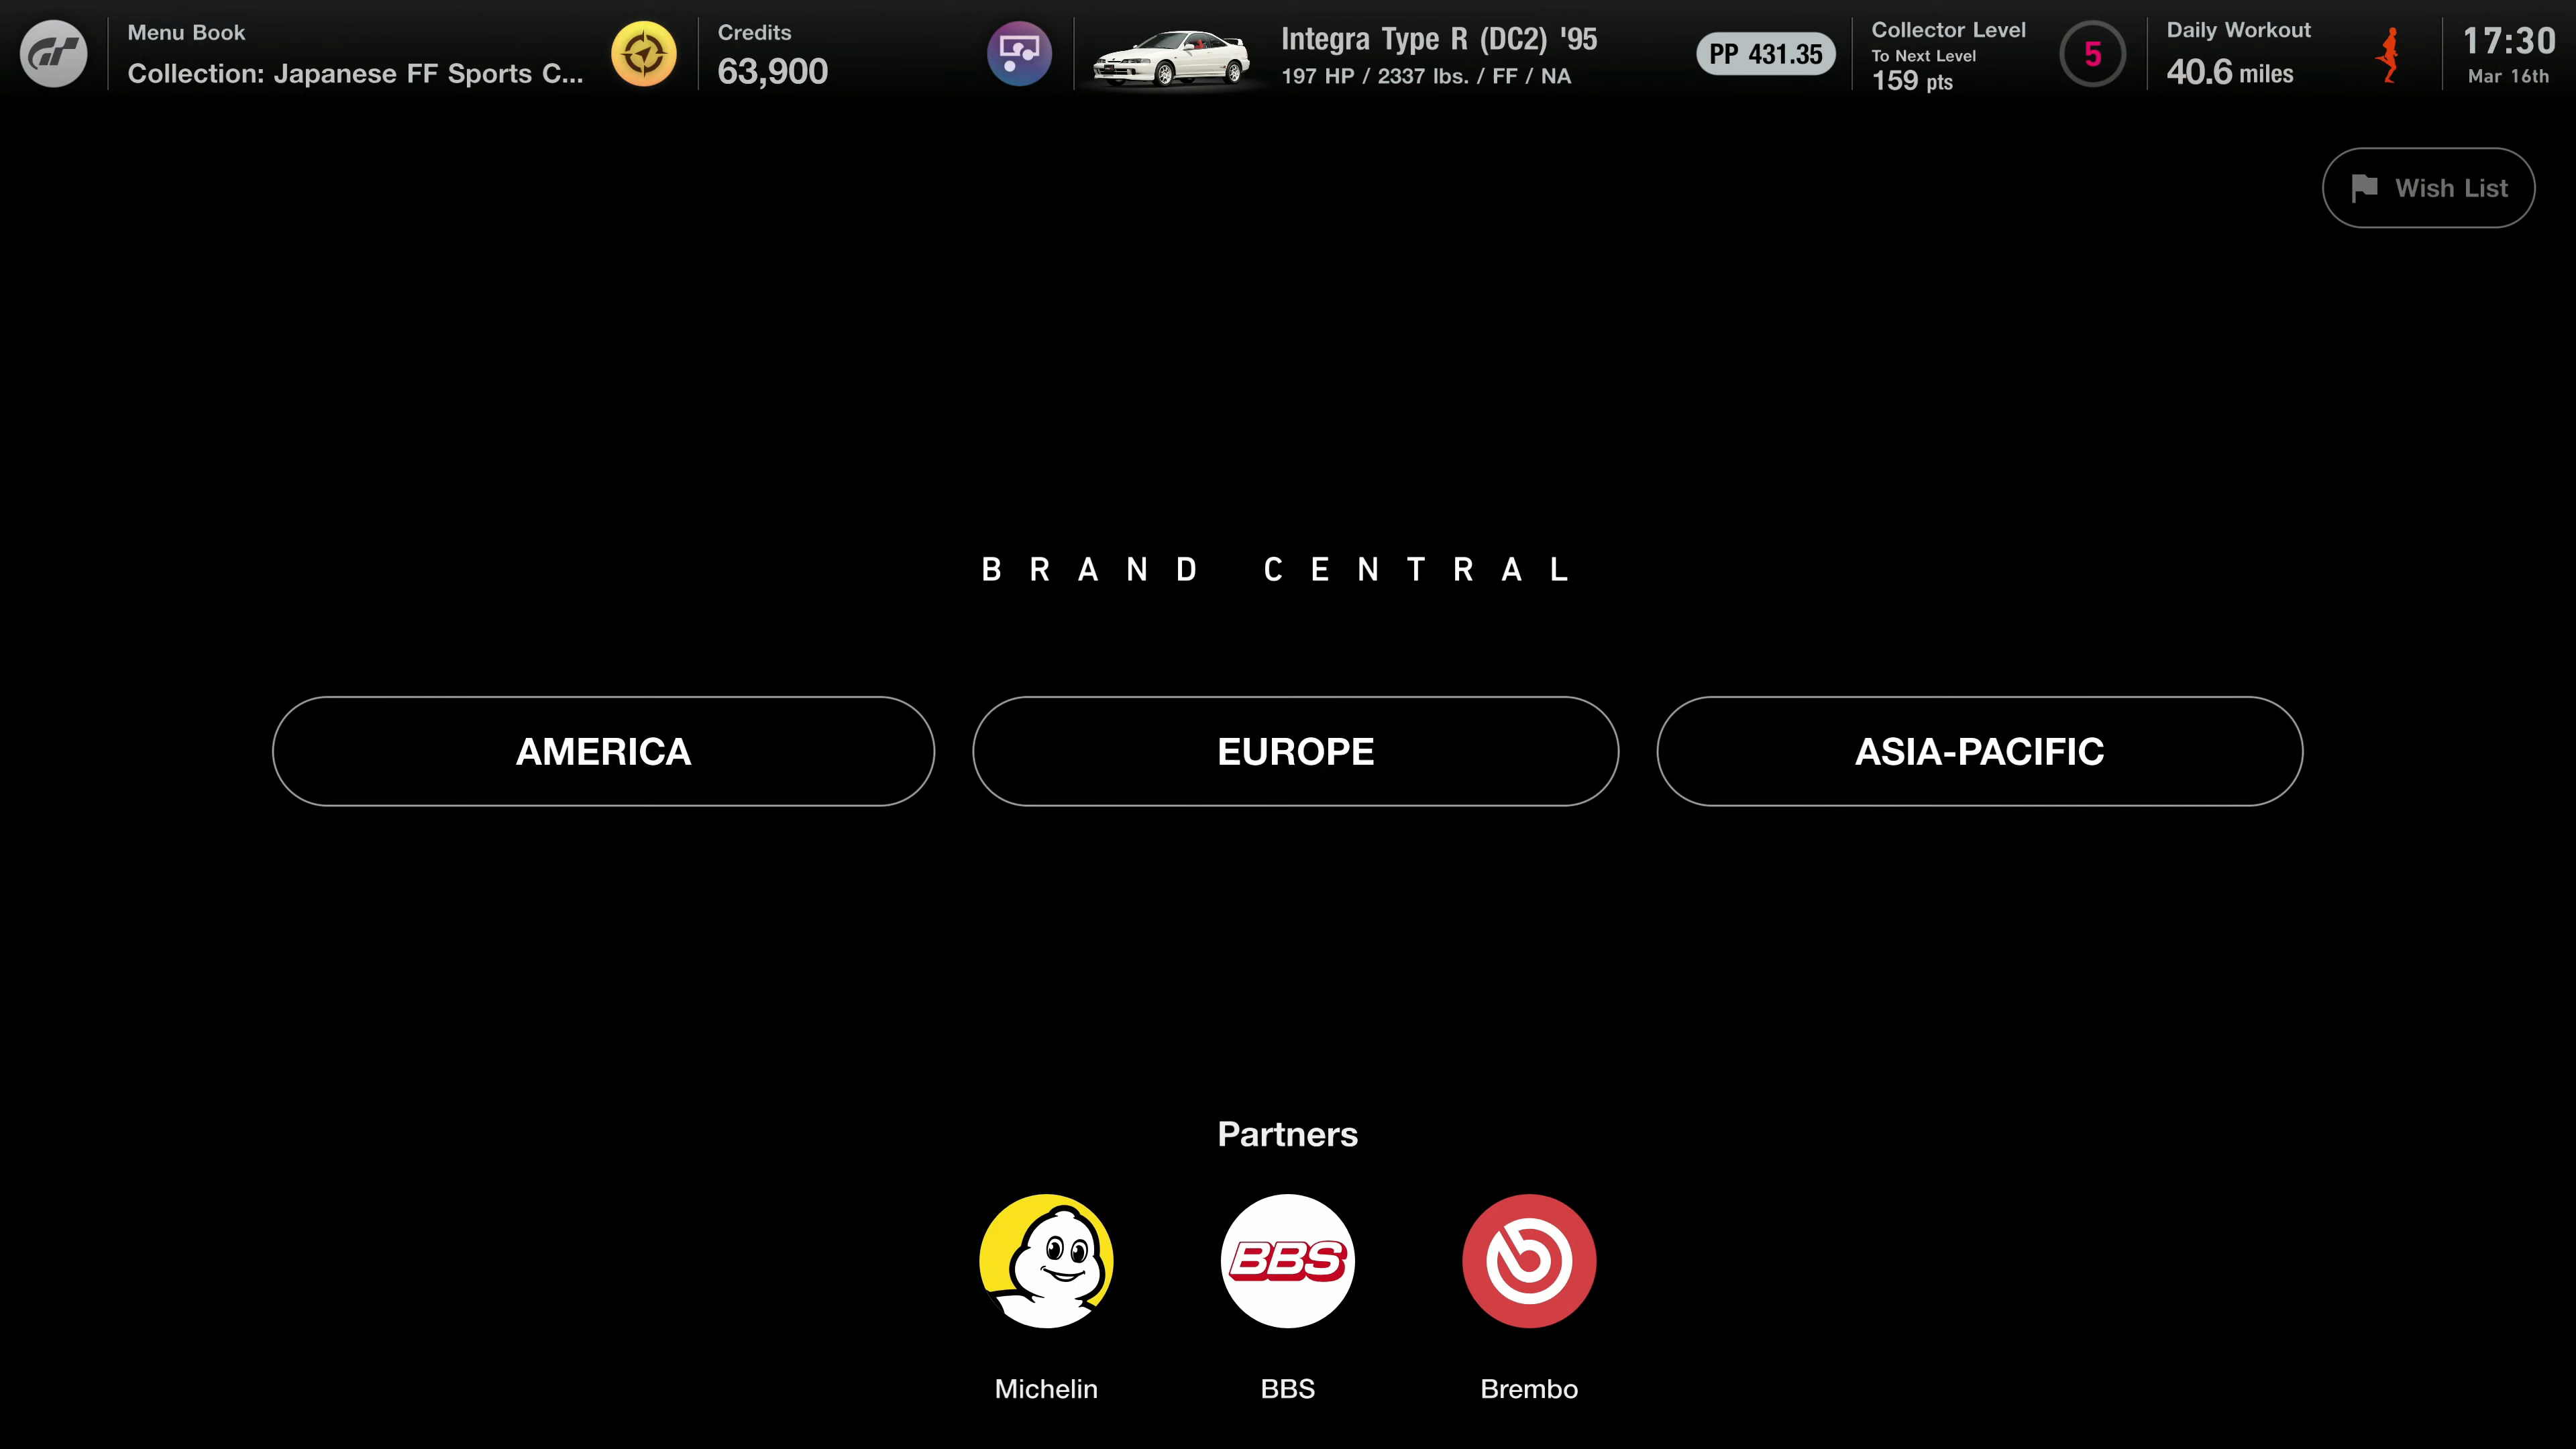 Menu Book
Collection: Japanese FF Sports C...
Credits
63,900
Integra Type R (DC2) '95
197 HP / 2337 lbs. / FF / NA
PP 431.35
Collector Level
To Next Level
159 pts
5
Daily Workout
40.6 miles
17:30
Mar 16th
Wish List
BRAND CENTRAL
AMERICA
EUROPE
ASIA-PACIFIC
Partners
BBS
Michelin
BBS
Brembo